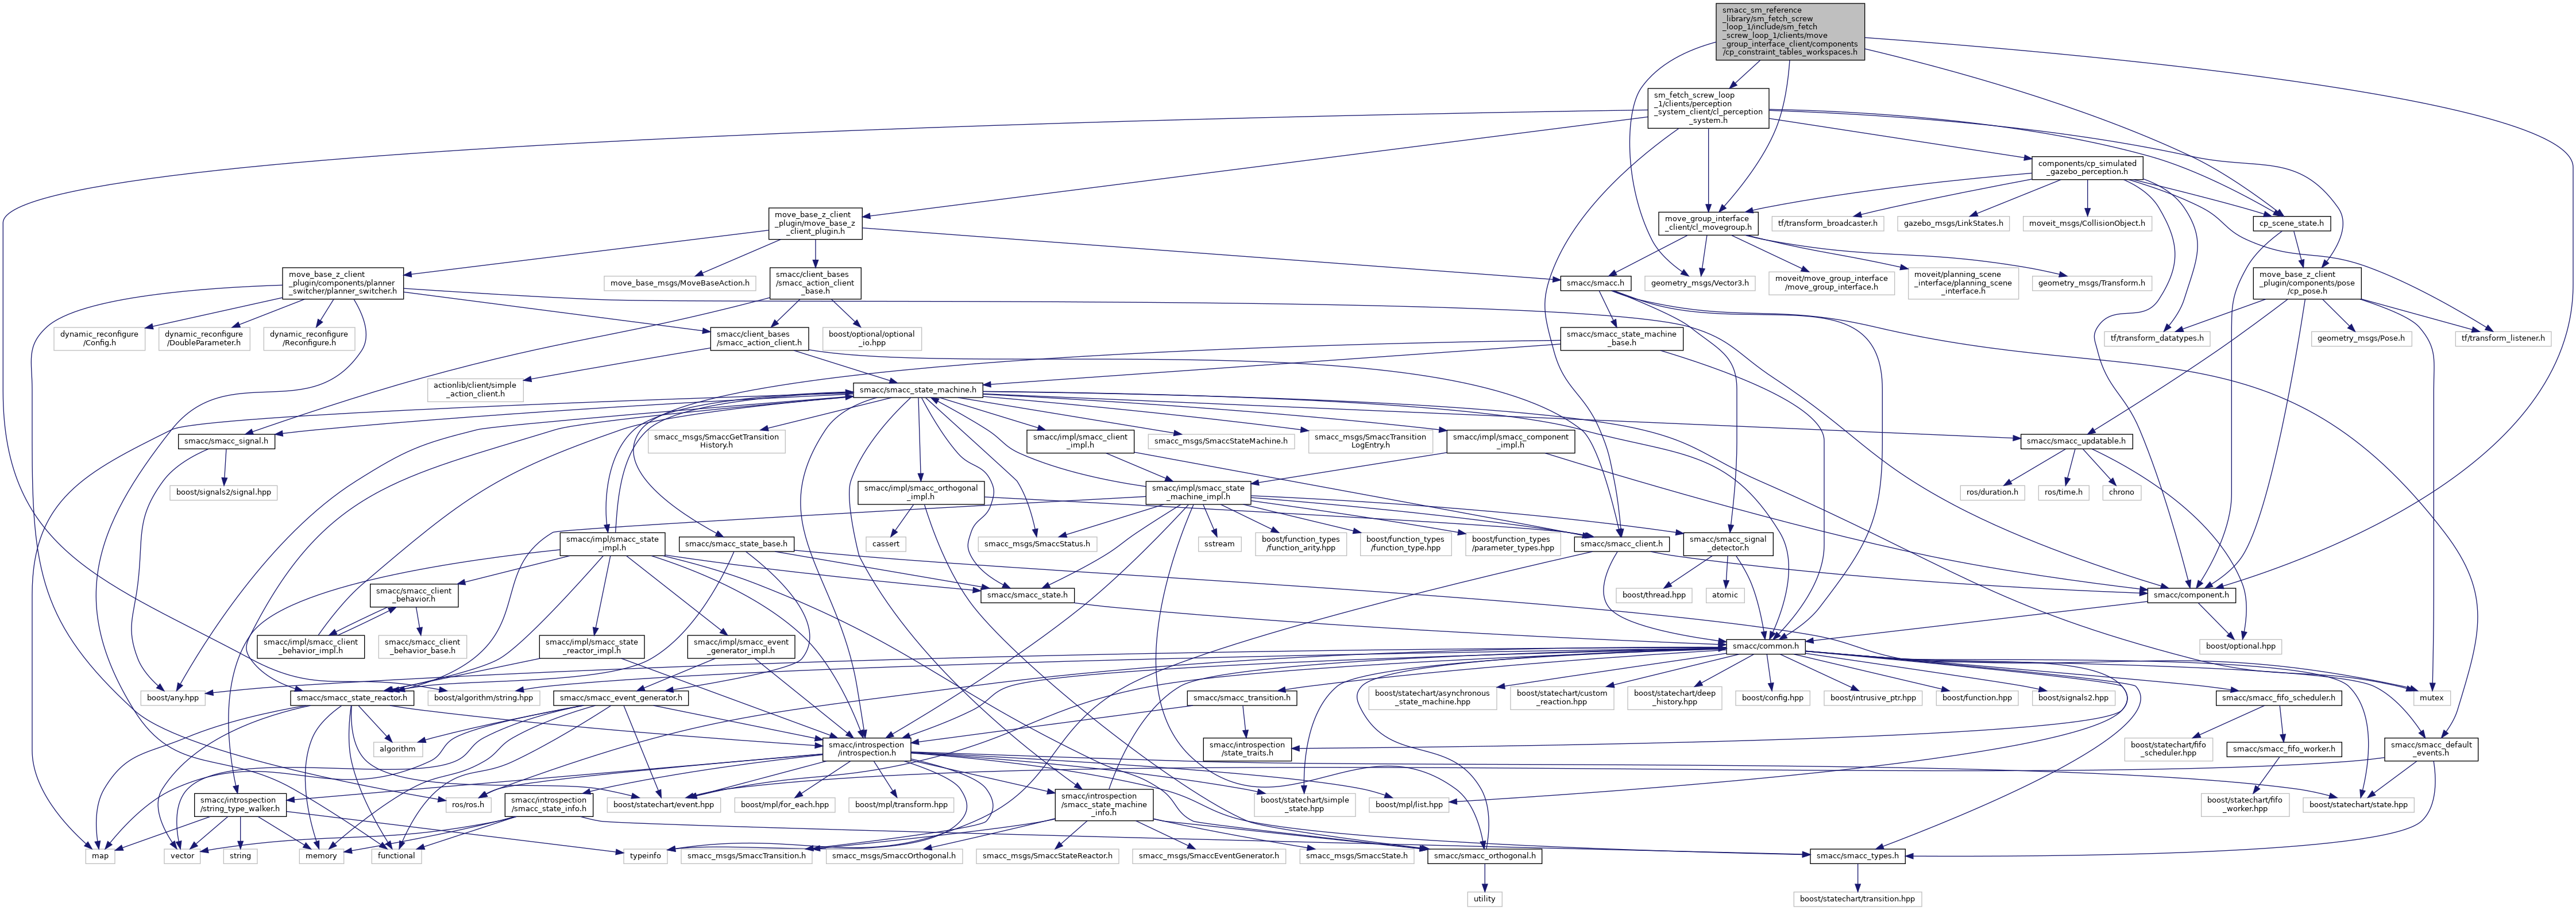 smacc_sm_reference
_library/sm_fetch_screw
_loop_1/include/sm_fetch
_screw_loop_1/clients/move
_group_interface_client/components
/cp_constraint_tables_workspaces.h
sm_fetch_screw_loop
_1/clients/perception
_system_client/cl_perception
_system.h
components/cp_simulated
_gazebo_perception.h
move_base_z_client
_plugin/move_base_z
_client_plugin.h
move_group_interface
_client/cl_movegroup.h
tf/transform_broadcaster.h
gazebo_msgs/LinkStates.h
moveit_msgs/CollisionObject.h
cp_scene_state.h
move_base_z_client
_plugin/components/planner
_switcher/planner_switcher.h
move_base_msgs/MoveBaseAction.h
smacc/client_bases
/smacc_action_client
_base.h
smacc/smacc.h
geometry_msgs/Vector3.h
moveit/move_group_interface
/move_group_interface.h
moveit/planning_scene
_interface/planning_scene
_interface.h
geometry_msgs/Transform.h
move_base_z_client
_plugin/components/pose
/cp_pose.h
dynamic_reconfigure
/Config.h
dynamic_reconfigure
/DoubleParameter.h
dynamic_reconfigure
/Reconfigure.h
smacc/client_bases
/smacc_action_client.h
boost/optional/optional
_io.hpp
smacc/smacc_state_machine
_base.h
tf/transform_datatypes.h
geometry_msgs/Pose.h
tf/transform_listener.h
actionlib/client/simple
_action_client.h
smacc/smacc_state_machine.h
smacc/smacc_signal.h
smacc_msgs/SmaccGetTransition
History.h
smacc/impl/smacc_client
_impl.h
smacc_msgs/SmaccStateMachine.h
smacc_msgs/SmaccTransition
LogEntry.h
smacc/impl/smacc_component
_impl.h
smacc/smacc_updatable.h
boost/signals2/signal.hpp
smacc/impl/smacc_orthogonal
_impl.h
smacc/impl/smacc_state
_machine_impl.h
ros/duration.h
ros/time.h
chrono
smacc/impl/smacc_state
_impl.h
smacc/smacc_state_base.h
cassert
smacc_msgs/SmaccStatus.h
sstream
boost/function_types
/function_arity.hpp
boost/function_types
/function_type.hpp
boost/function_types
/parameter_types.hpp
smacc/smacc_client.h
smacc/smacc_signal
_detector.h
smacc/smacc_client
_behavior.h
smacc/smacc_state.h
boost/thread.hpp
atomic
smacc/component.h
smacc/impl/smacc_client
_behavior_impl.h
smacc/smacc_client
_behavior_base.h
smacc/impl/smacc_state
_reactor_impl.h
smacc/impl/smacc_event
_generator_impl.h
smacc/common.h
boost/optional.hpp
boost/any.hpp
smacc/smacc_state_reactor.h
boost/algorithm/string.hpp
smacc/smacc_event_generator.h
smacc/smacc_transition.h
boost/statechart/asynchronous
_state_machine.hpp
boost/statechart/custom
_reaction.hpp
boost/statechart/deep
_history.hpp
boost/config.hpp
boost/intrusive_ptr.hpp
boost/function.hpp
boost/signals2.hpp
smacc/smacc_fifo_scheduler.h
mutex
algorithm
smacc/introspection
/introspection.h
smacc/introspection
/state_traits.h
boost/statechart/fifo
_scheduler.hpp
smacc/smacc_fifo_worker.h
smacc/smacc_default
_events.h
smacc/introspection
/string_type_walker.h
ros/ros.h
smacc/introspection
/smacc_state_info.h
boost/statechart/event.hpp
boost/mpl/for_each.hpp
boost/mpl/transform.hpp
smacc/introspection
/smacc_state_machine
_info.h
boost/statechart/simple
_state.hpp
boost/mpl/list.hpp
boost/statechart/fifo
_worker.hpp
boost/statechart/state.hpp
map
vector
string
memory
functional
typeinfo
smacc_msgs/SmaccTransition.h
smacc_msgs/SmaccOrthogonal.h
smacc_msgs/SmaccStateReactor.h
smacc_msgs/SmaccEventGenerator.h
smacc_msgs/SmaccState.h
smacc/smacc_orthogonal.h
smacc/smacc_types.h
utility
boost/statechart/transition.hpp